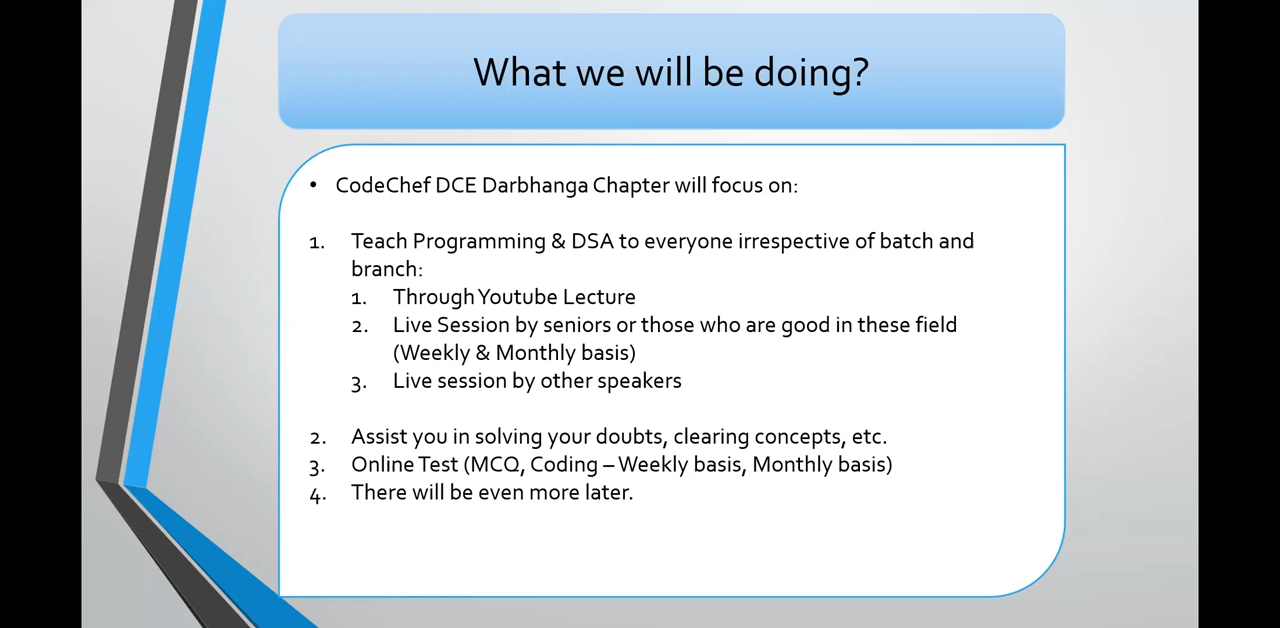 What we will be doing?
• CodeChef DCE Darbhanga Chapter will focus on:
1. Teach Programming & DSA to everyone irrespective of batch and
branch:
1. Through Youtube Lecture
2. Live Session by seniors or those who are good in these field
(Weekly & Monthly basis)
3. Live session by other speakers
2. Assist you in solving your doubts, clearing concepts, etc.
3. Online Test (MCQ, Coding – Weekly basis, Monthly basis)
4. There will be even more later.